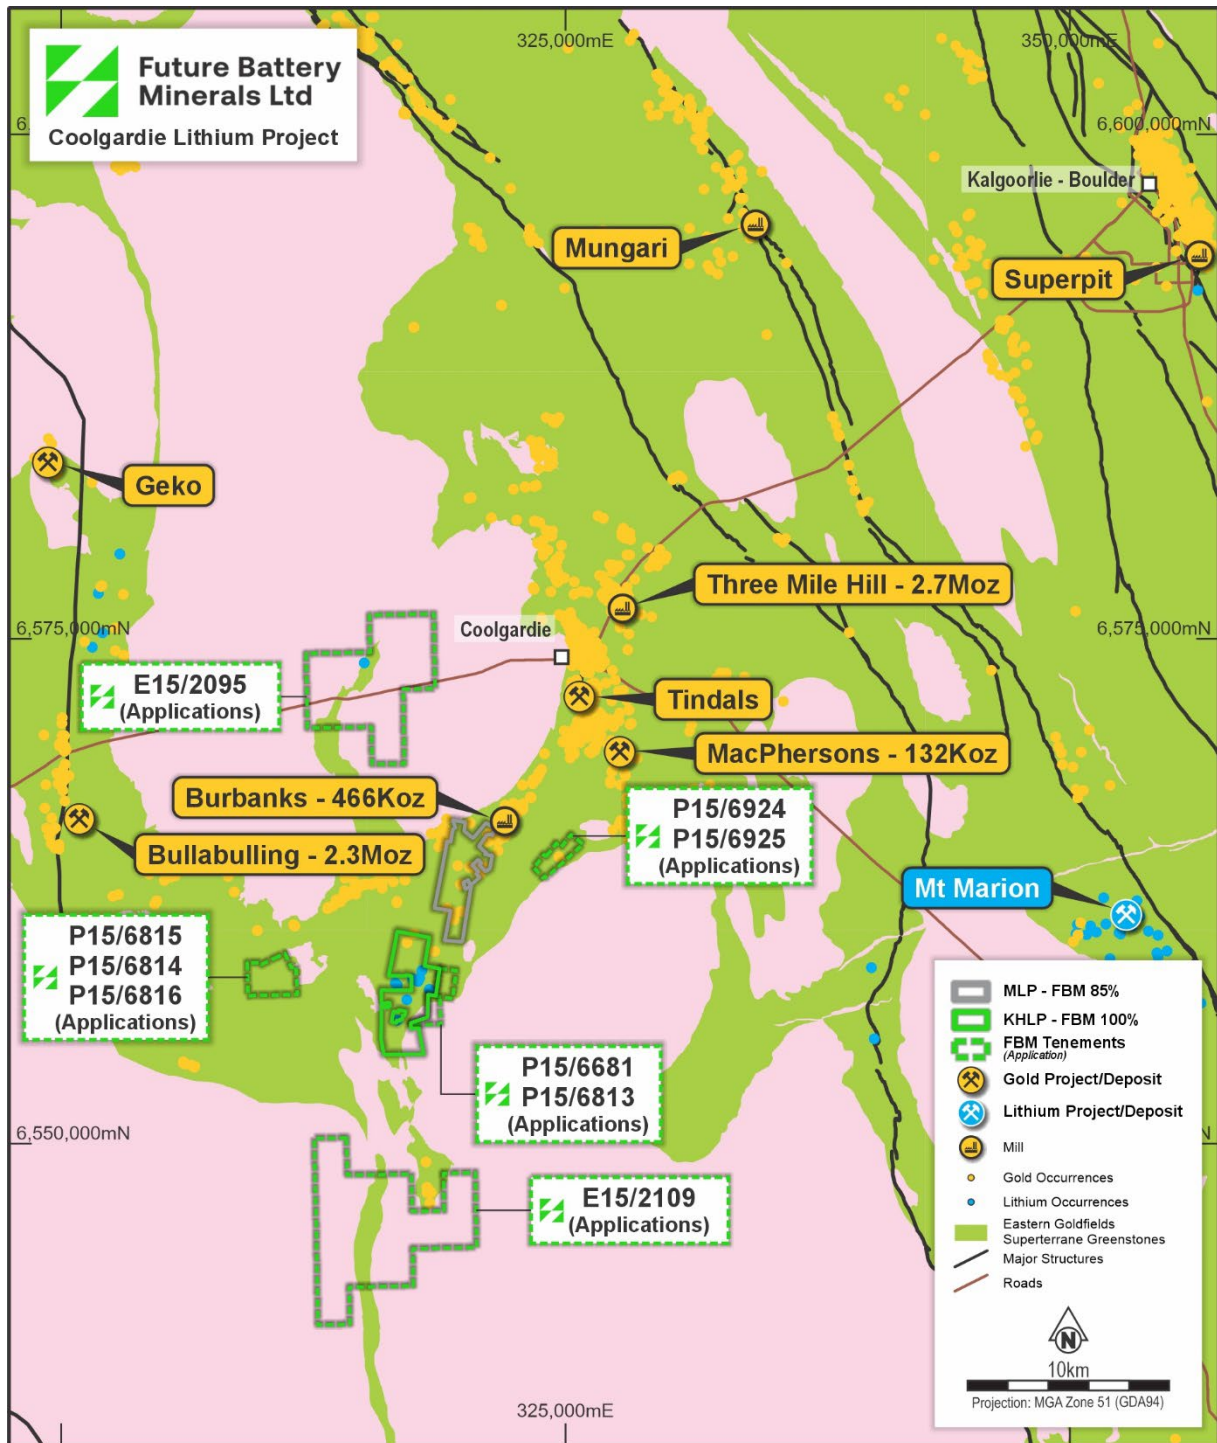 Future Battery
Minerals Ltd
Coolgardie Lithium Project
325,000mE
350,000mE
6,600,000mN
Kalgoorlie - Boulder
Mungari
Superpit
Geko
Three Mile Hill - 2.7Moz
6,575,000mN
Coolgardie
6,575,000mN
E15/2095
(Applications)
Tindals
MacPhersons - 132Koz
Burbanks - 466Koz
P15/6924
P15/6925
(Applications)
Bullabulling - 2.3Moz
Mt Marion
P15/6815
P15/6814
P15/6816
(Applications)
P15/6681
P15/6813
(Applications)
6,550,000mN
E15/2109
(Applications)
MLP - FBM 85%
KHLP - FBM 100%
FBM Tenements
(Application)
Gold Project/Deposit
Lithium Project/Deposit
Mill
Gold Occurrences
Lithium Occurrences
Eastern Goldfields
Superterrane Greenstones
Major Structures
Roads
N
10km
Projection: MGA Zone 51 (GDA94)
325,000mE